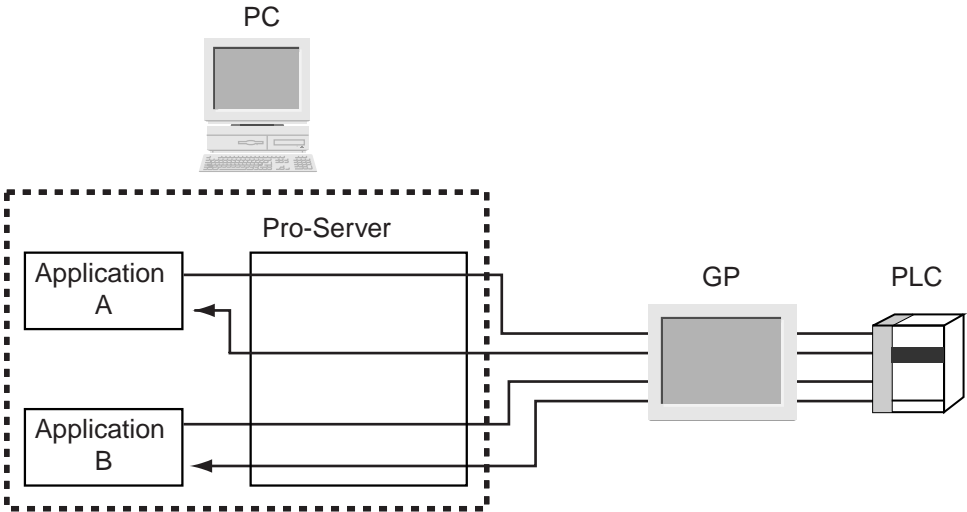 PC
Pro-Server
Application
A
GP
PLC
Application
B